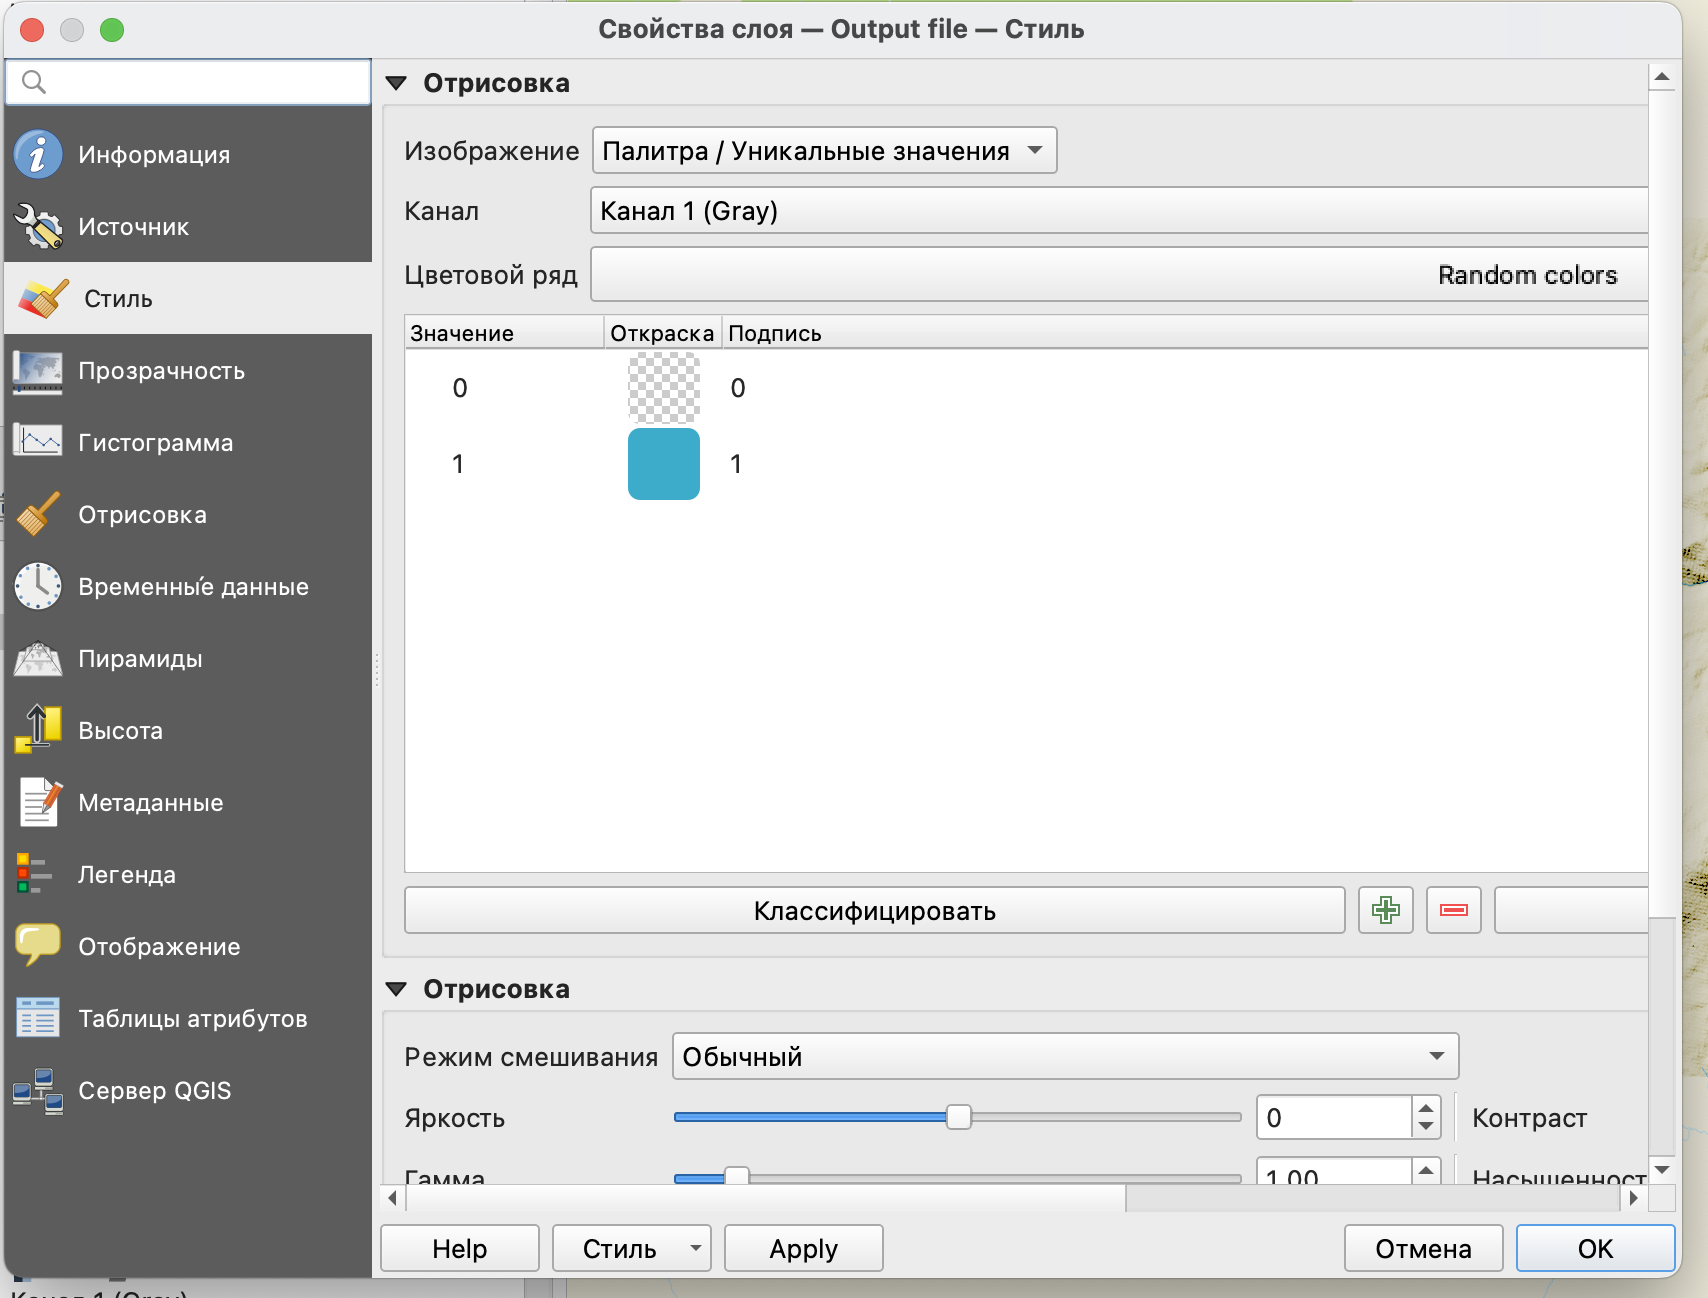 Свойства слоя — Output file — Стиль
Информация
Источник
Стиль
Прозрачность
Гистограмма
Отрисовка
Временны́е данные
Пирамиды
Высота
Метаданные
Легенда
Отображение
Таблицы атрибутов
Сервер QGIS
Отрисовка
Изображение Палитра / Уникальные значения
Канал Канал 1 (Gray)
Цветовой ряд Random colors
Значение Откраска Подпись
0 0
1 1
Классифицировать
Отрисовка
Режим смешивания Обычный
Яркость 0 Контраст
Гамма 1.00 Насыщенност
Help Стиль Apply Отмена OK
Канал 1 (Gray)